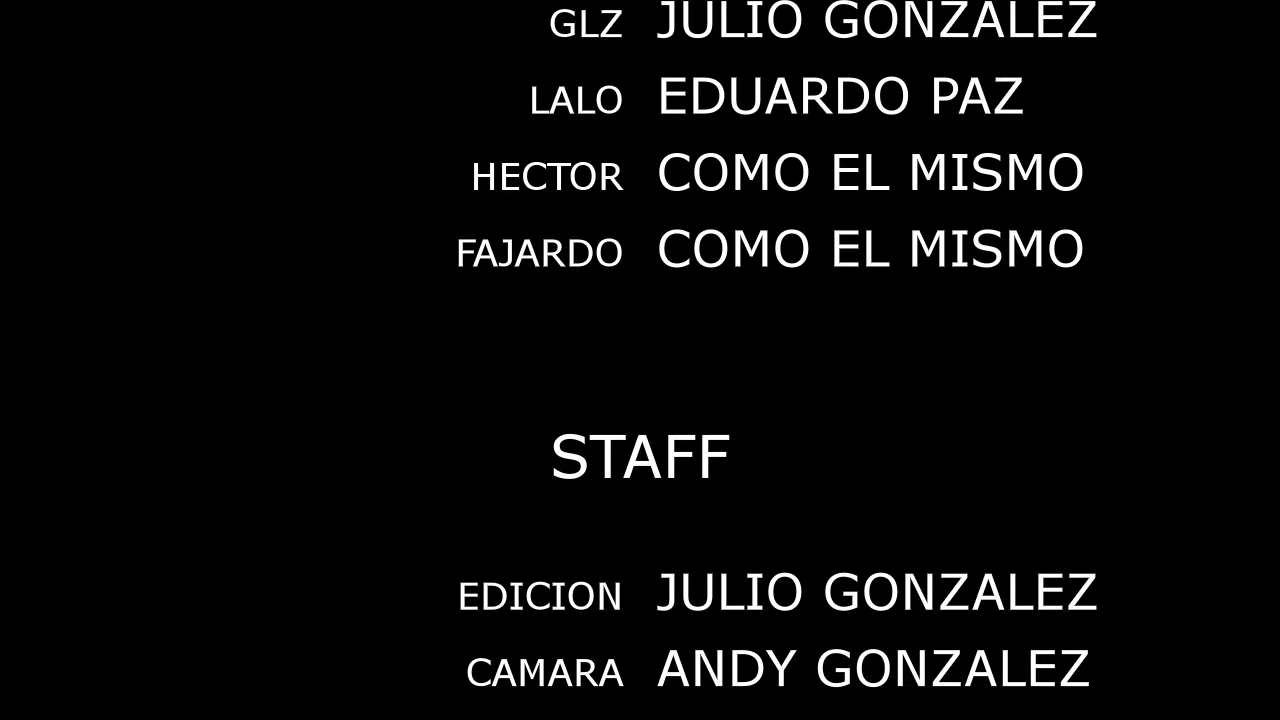 GLZ JULIO GONZALEZ
LALO EDUARDO PAZ
HECTOR COMO EL MISMO
FAJARDO COMO EL MISMO
STAFF
EDICION JULIO GONZALEZ
CAMARA ANDY GONZALEZ